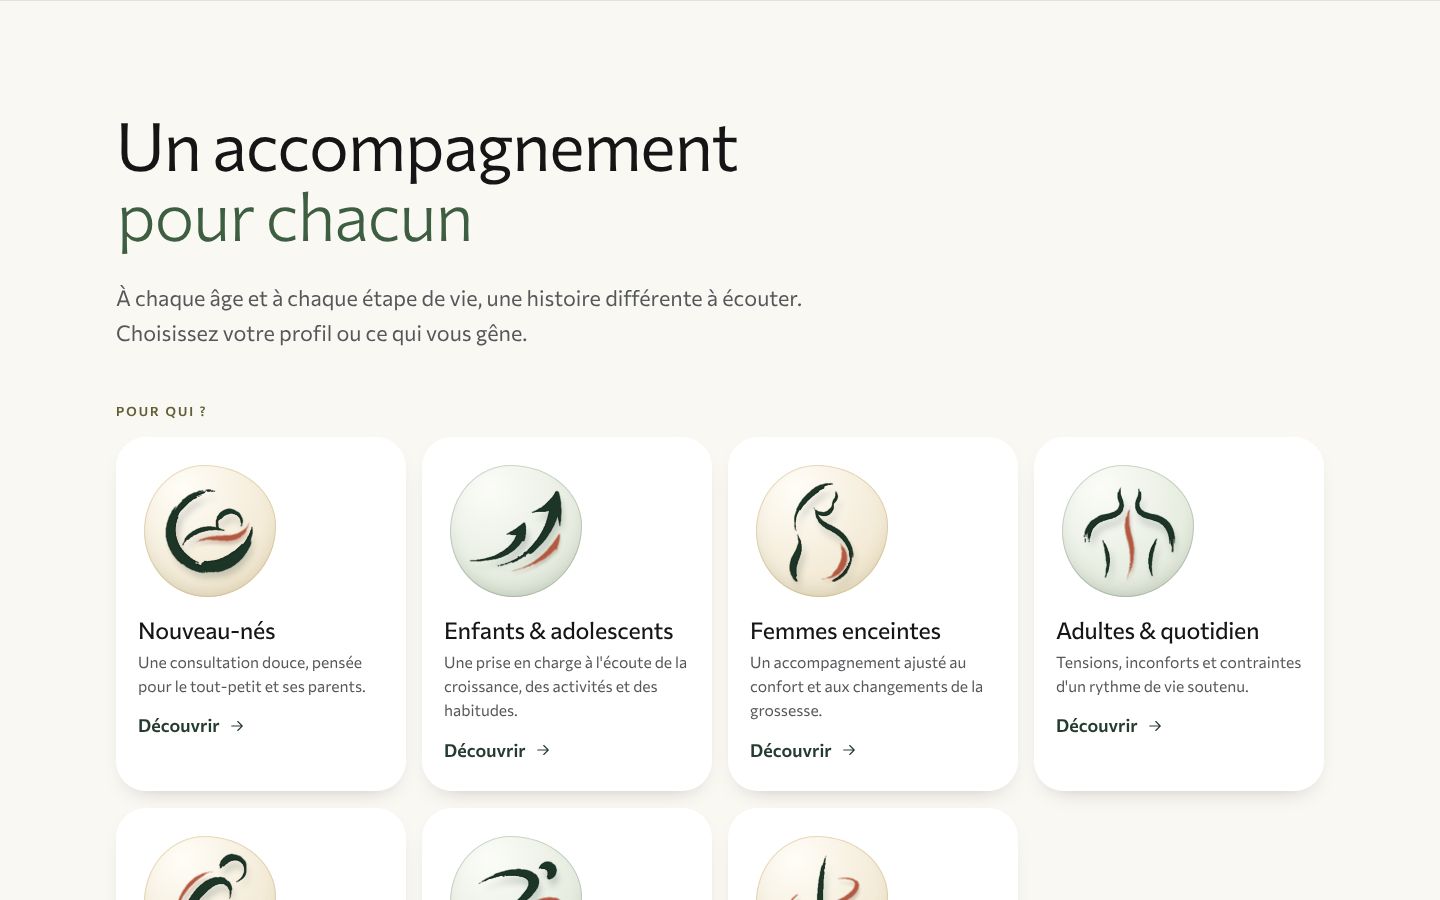 Un accompagnement
pour chacun
À chaque âge et à chaque étape de vie, une histoire différente à écouter.
Choisissez votre profil ou ce qui vous gêne.
POUR QUI ?
Nouveau-nés
Une consultation douce, pensée
pour le tout-petit et ses parents.
Découvrir →
Enfants & adolescents
Une prise en charge à l'écoute de la
croissance, des activités et des
habitudes.
Découvrir →
Femmes enceintes
Un accompagnement ajusté au
confort et aux changements de la
grossesse.
Découvrir →
Adultes & quotidien
Tensions, inconforts et contraintes
d'un rythme de vie soutenu.
Découvrir →